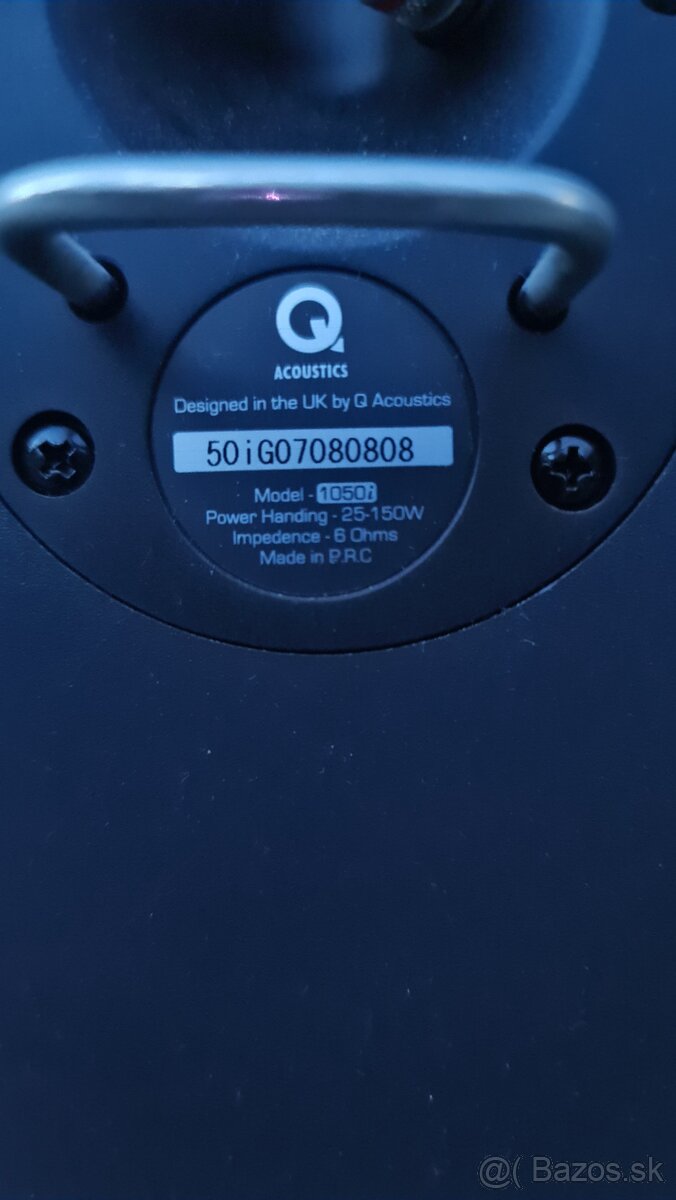 Q
ACOUSTICS
Designed in the UK by Q Acoustics
50iG07080808
Model - 1050i
Power Handing - 25-150W
Impedence - 6 Ohms
Made in P.R.C
@( Bazos.sk